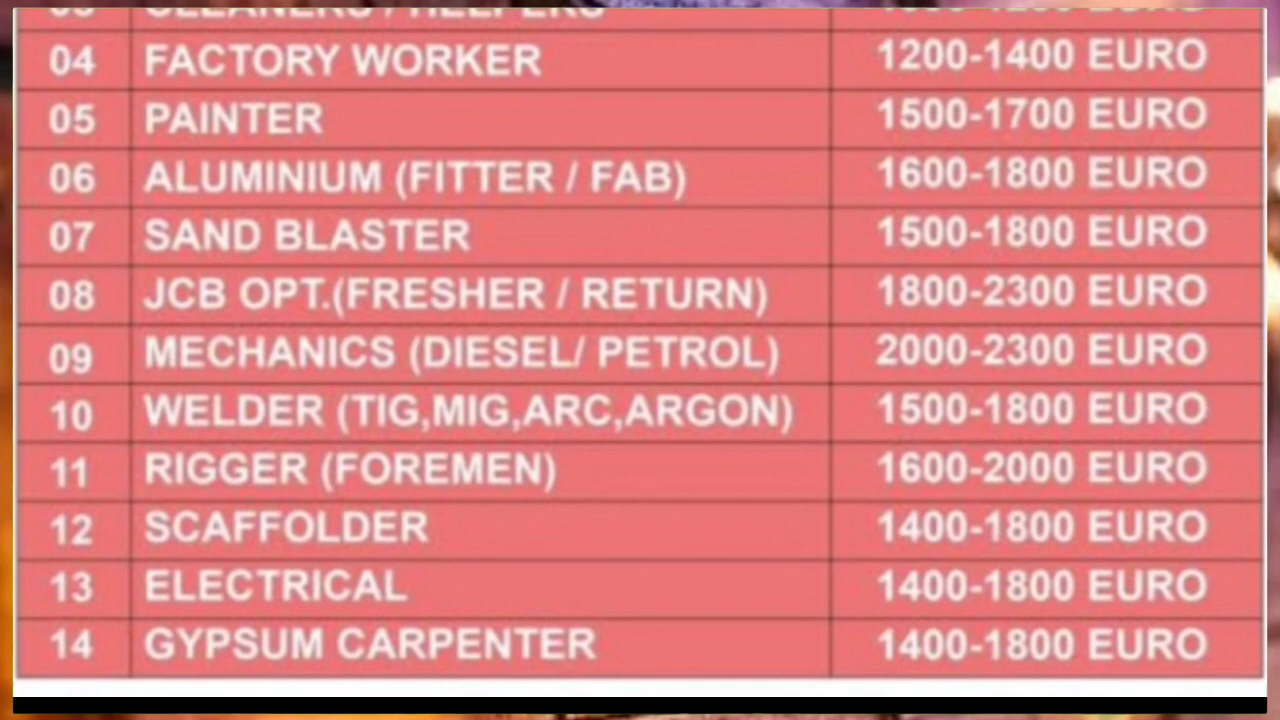 CLEANERS / HELPERS
04 FACTORY WORKER 1200-1400 EURO
05 PAINTER 1500-1700 EURO
06 ALUMINIUM (FITTER / FAB) 1600-1800 EURO
07 SAND BLASTER 1500-1800 EURO
08 JCB OPT.(FRESHER / RETURN) 1800-2300 EURO
09 MECHANICS (DIESEL/ PETROL) 2000-2300 EURO
10 WELDER (TIG,MIG,ARC,ARGON) 1500-1800 EURO
11 RIGGER (FOREMEN) 1600-2000 EURO
12 SCAFFOLDER 1400-1800 EURO
13 ELECTRICAL 1400-1800 EURO
14 GYPSUM CARPENTER 1400-1800 EURO